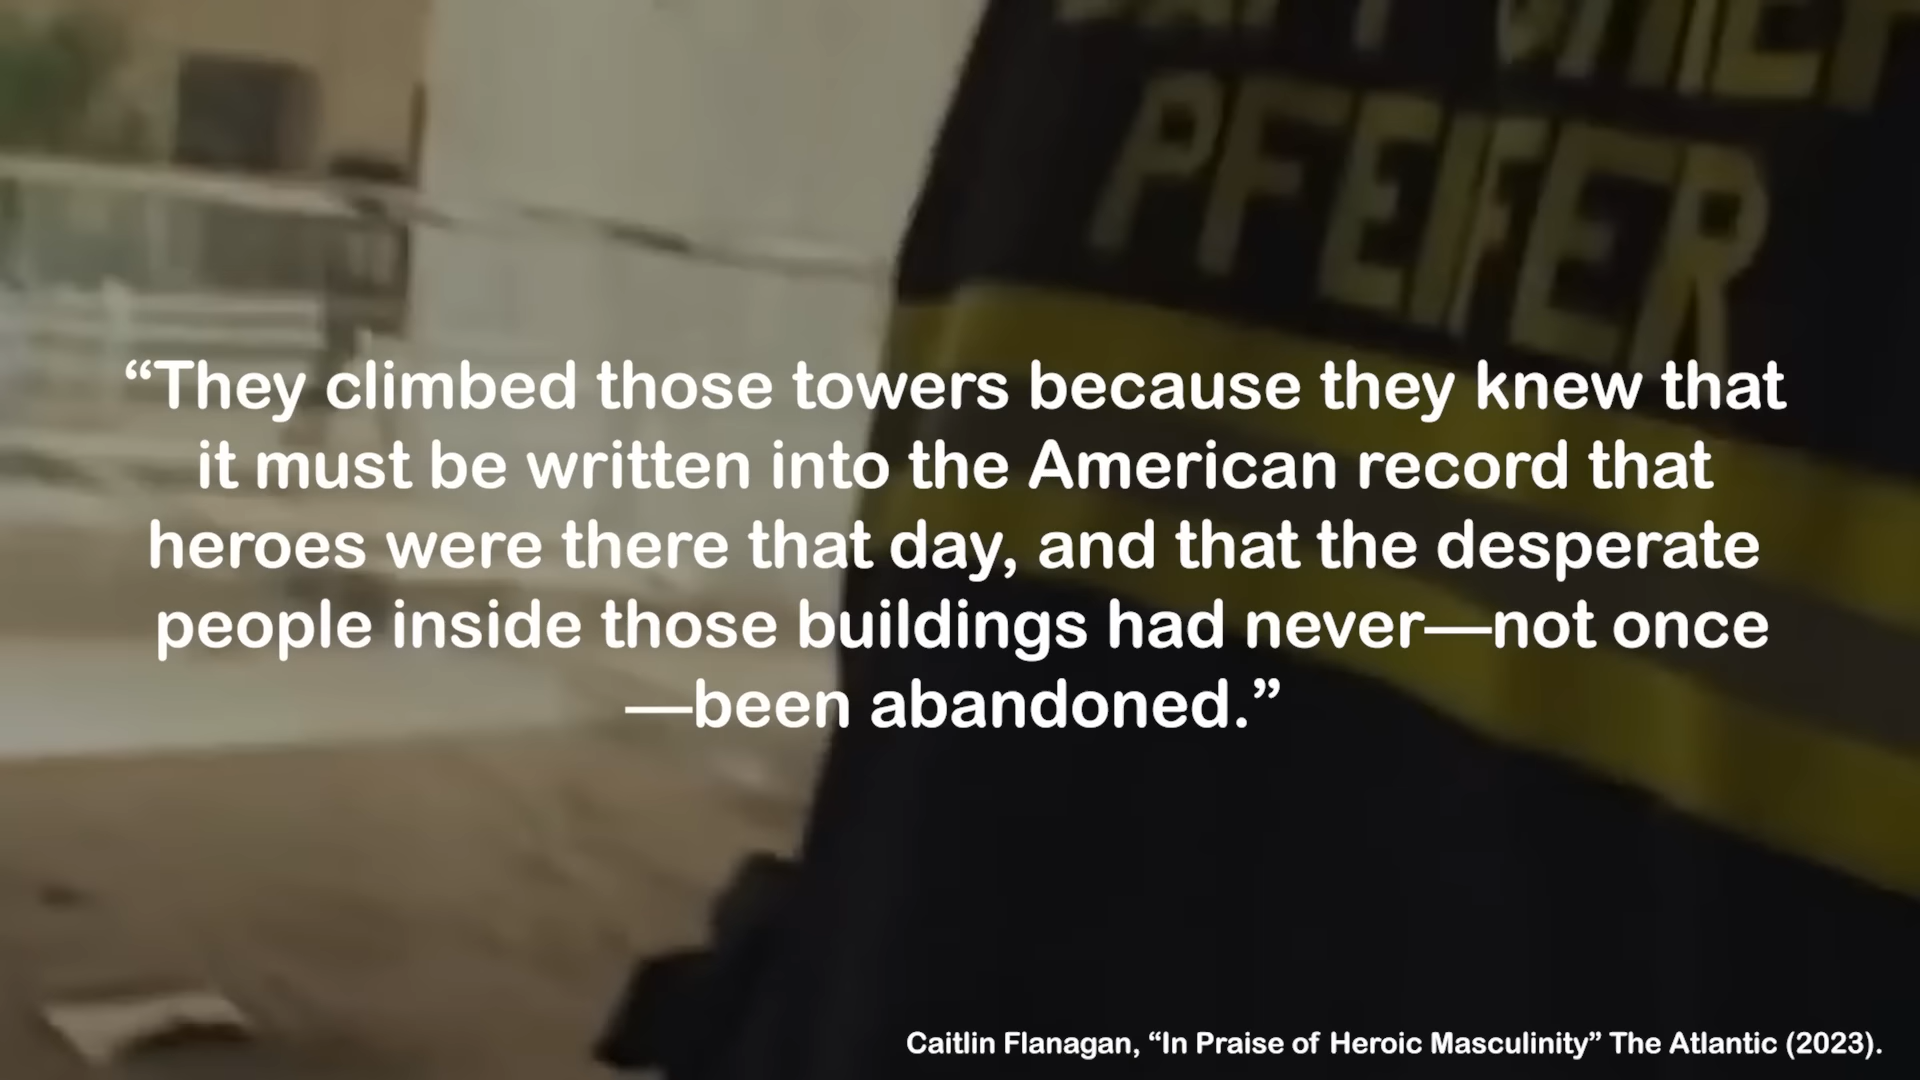 PFEIFER
“They climbed those towers because they knew that
it must be written into the American record that
heroes were there that day, and that the desperate
people inside those buildings had never—not once
—been abandoned.”
Caitlin Flanagan, “In Praise of Heroic Masculinity” The Atlantic (2023).